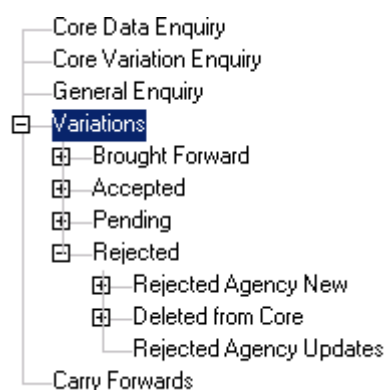 Core Data Enquiry
Core Variation Enquiry
General Enquiry
Variations
Brought Forward
Accepted
Pending
Rejected
Rejected Agency New
Deleted from Core
Rejected Agency Updates
Carry Forwards